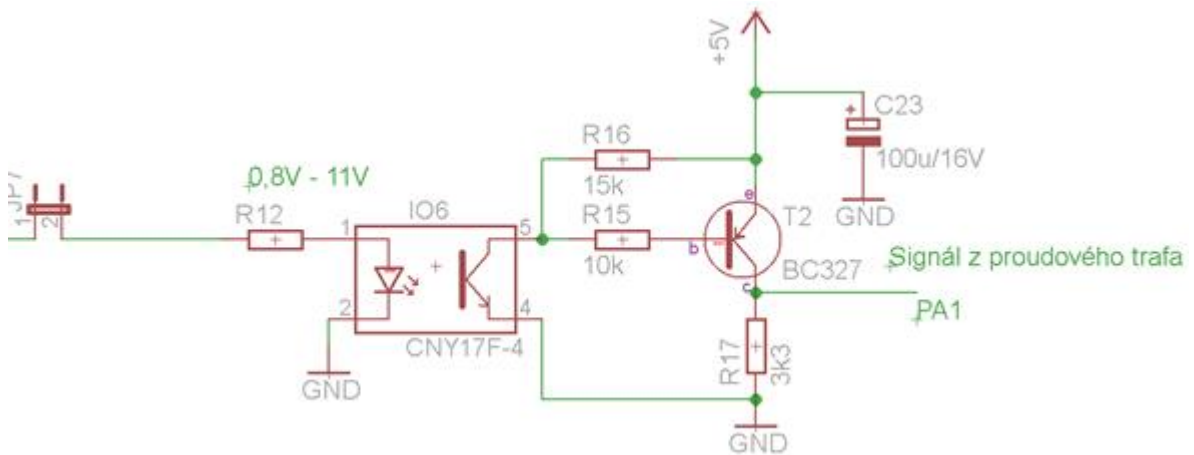 +5V
C23
100u/16V
GND
R16
15k
0,8V - 11V
JP7
1
2
R12
IO6
1
5
R15
10k
e
b
c
T2
BC327
Signál z proudového trafa
PA1
2
4
CNY17F-4
GND
R17
3k3
GND